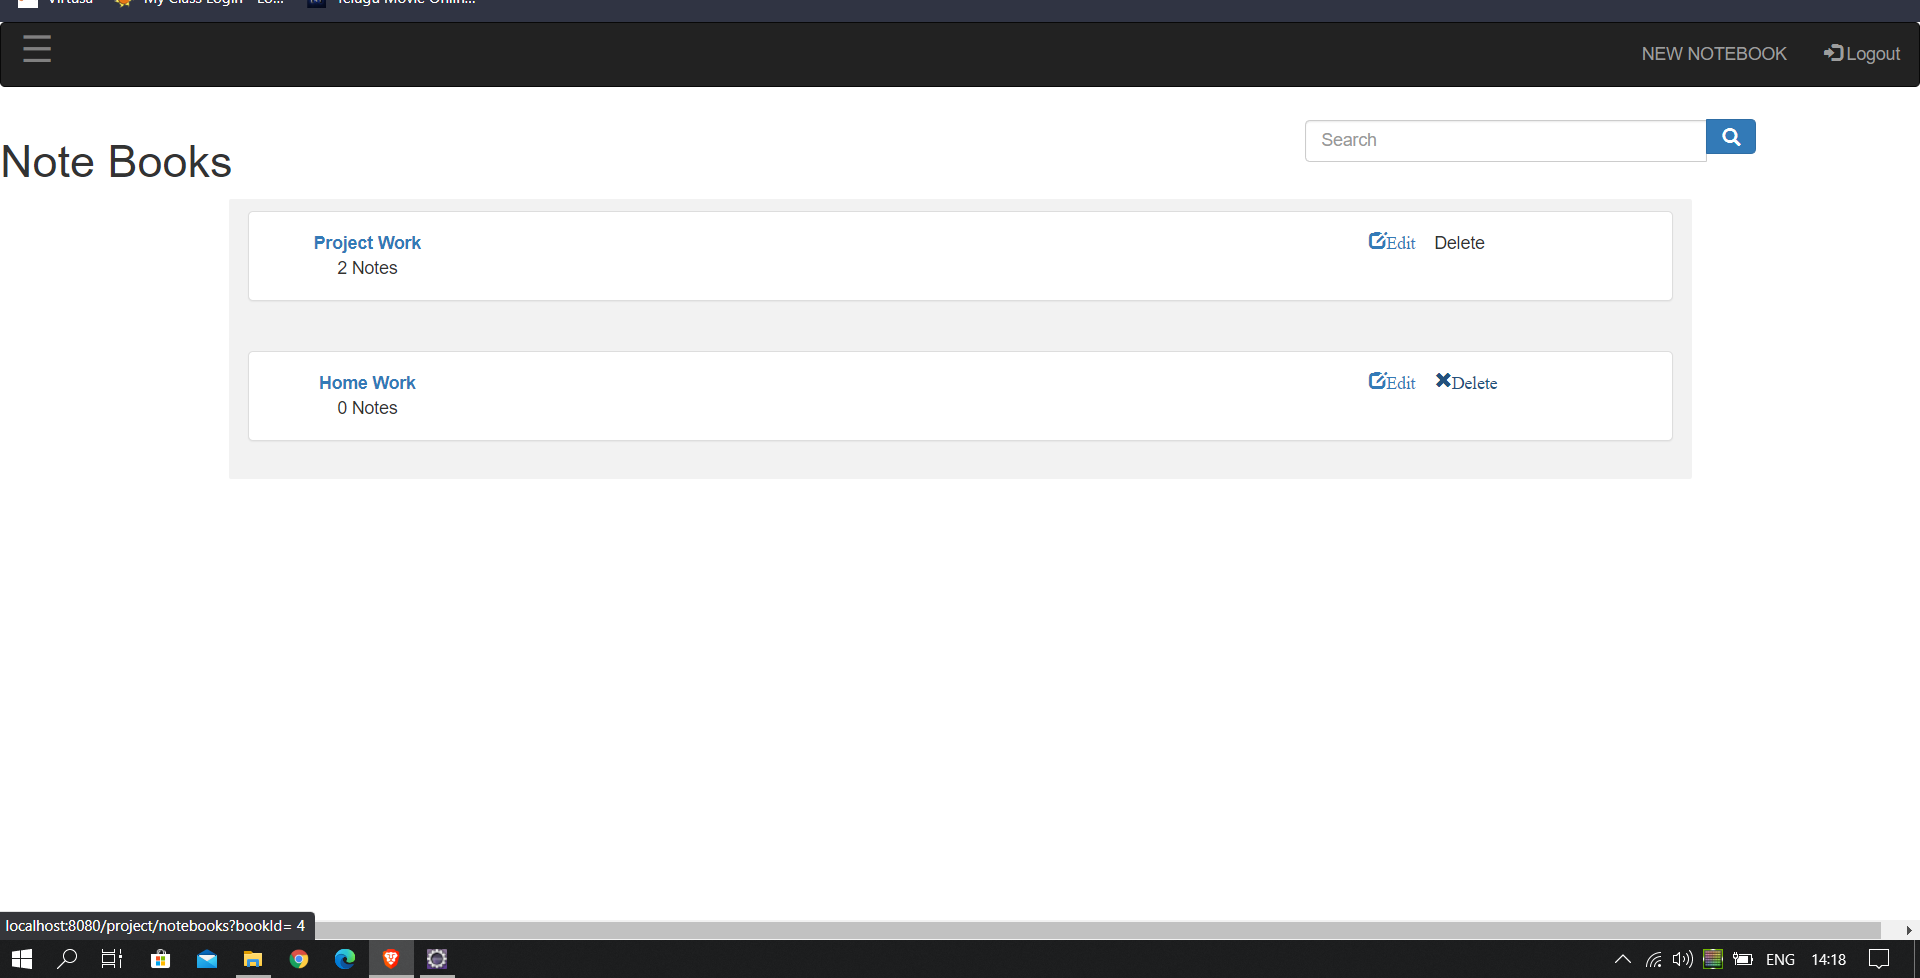 Virtusa My Class Login - Lo... Telugu Movie Onlin...
NEW NOTEBOOK Logout
Search
Note Books
Project Work Edit Delete
2 Notes
Home Work Edit Delete
0 Notes
localhost:8080/project/notebooks?bookId= 4
ENG 14:18